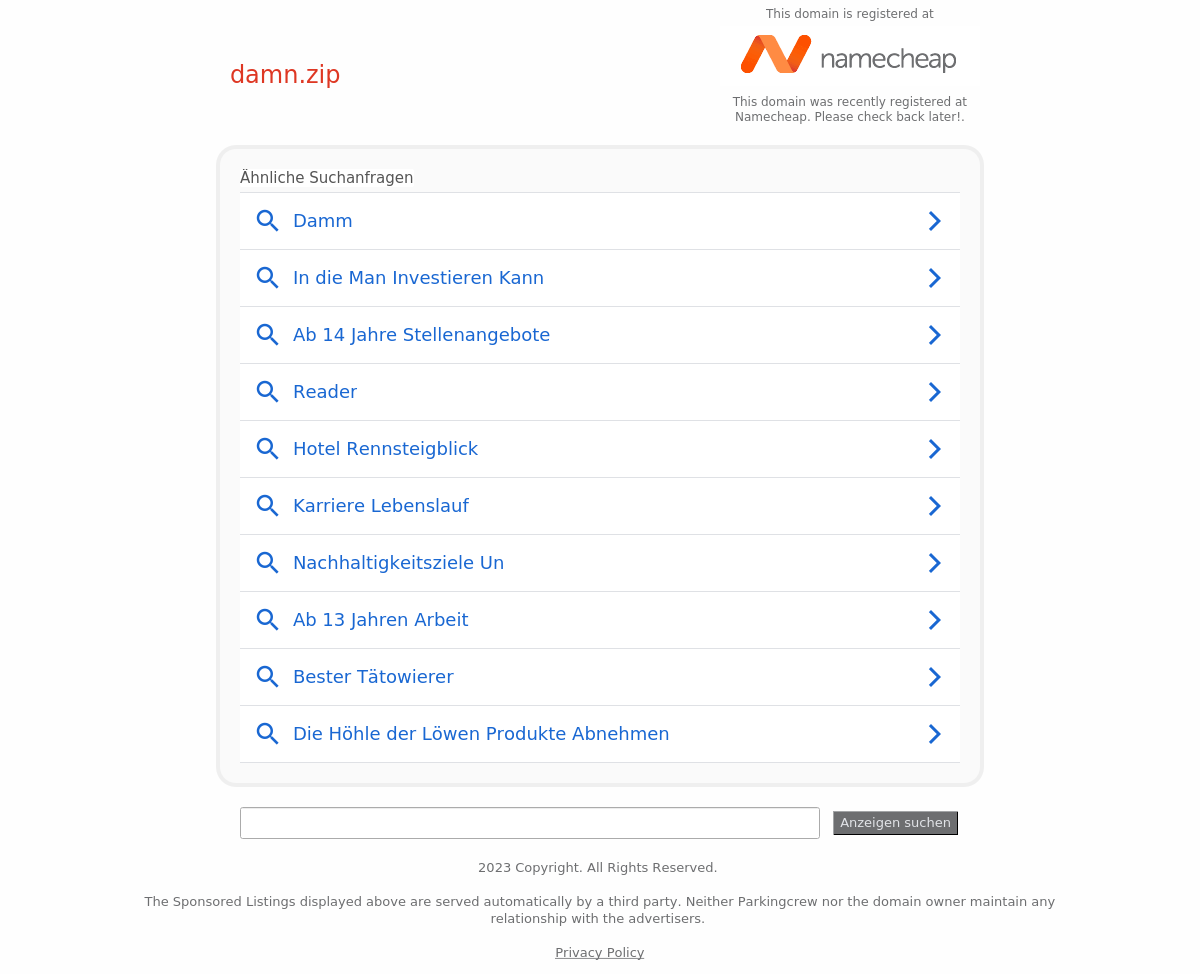 This domain is registered at
namecheap
damn.zip
This domain was recently registered at
Namecheap. Please check back later!.
Ähnliche Suchanfragen
Damm
In die Man Investieren Kann
Ab 14 Jahre Stellenangebote
Reader
Hotel Rennsteigblick
Karriere Lebenslauf
Nachhaltigkeitsziele Un
Ab 13 Jahren Arbeit
Bester Tätowierer
Die Höhle der Löwen Produkte Abnehmen
Anzeigen suchen
2023 Copyright. All Rights Reserved.
The Sponsored Listings displayed above are served automatically by a third party. Neither Parkingcrew nor the domain owner maintain any
relationship with the advertisers.
Privacy Policy